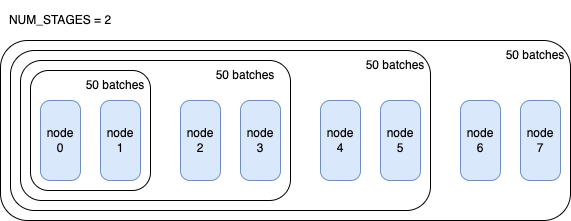 NUM_STAGES = 2
50 batches
50 batches
50 batches
50 batches
node
0
node
1
node
2
node
3
node
4
node
5
node
6
node
7